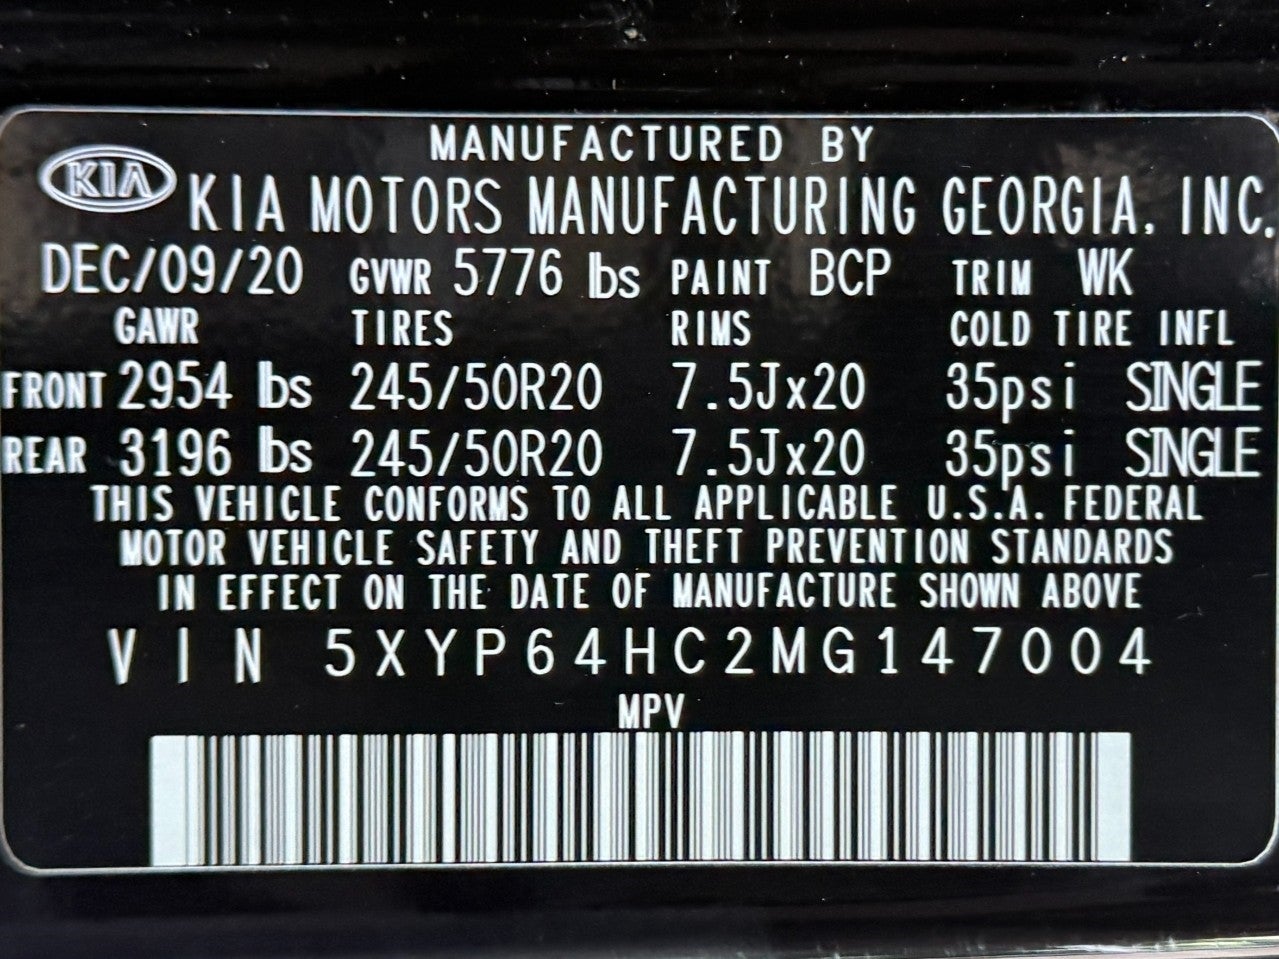 MANUFACTURED BY
KIA KIA MOTORS MANUFACTURING GEORGIA, INC.
DEC/09/20 GVWR 5776 lbs PAINT BCP TRIM WK
GAWR TIRES RIMS COLD TIRE INFL
FRONT 2954 lbs 245/50R20 7.5Jx20 35psi SINGLE
REAR 3196 lbs 245/50R20 7.5Jx20 35psi SINGLE
THIS VEHICLE CONFORMS TO ALL APPLICABLE U.S.A. FEDERAL
MOTOR VEHICLE SAFETY AND THEFT PREVENTION STANDARDS
IN EFFECT ON THE DATE OF MANUFACTURE SHOWN ABOVE
VIN 5XYP64HC2MG147004
MPV